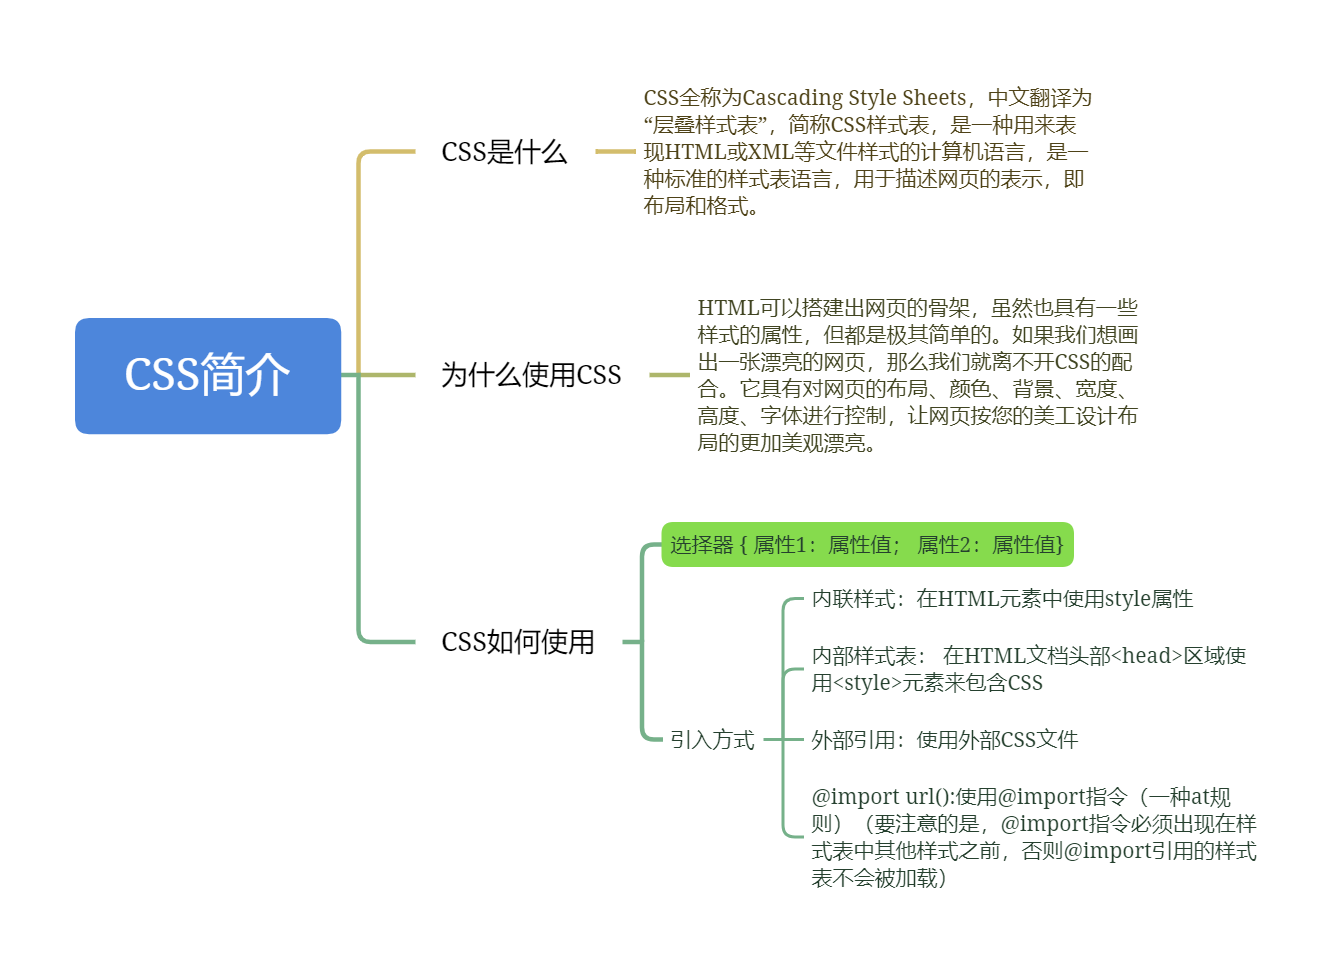 CSS简介
CSS是什么
CSS全称为Cascading Style Sheets，中文翻译为
“层叠样式表”，简称CSS样式表，是一种用来表
现HTML或XML等文件样式的计算机语言，是一
种标准的样式表语言，用于描述网页的表示，即
布局和格式。
为什么使用CSS
HTML可以搭建出网页的骨架，虽然也具有一些
样式的属性，但都是极其简单的。如果我们想画
出一张漂亮的网页，那么我们就离不开CSS的配
合。它具有对网页的布局、颜色、背景、宽度、
高度、字体进行控制，让网页按您的美工设计布
局的更加美观漂亮。
CSS如何使用
选择器 { 属性1：属性值； 属性2：属性值}
引入方式
内联样式：在HTML元素中使用style属性
内部样式表： 在HTML文档头部<head>区域使
用<style>元素来包含CSS
外部引用：使用外部CSS文件
@import url():使用@import指令（一种at规
则）（要注意的是，@import指令必须出现在样
式表中其他样式之前，否则@import引用的样式
表不会被加载）